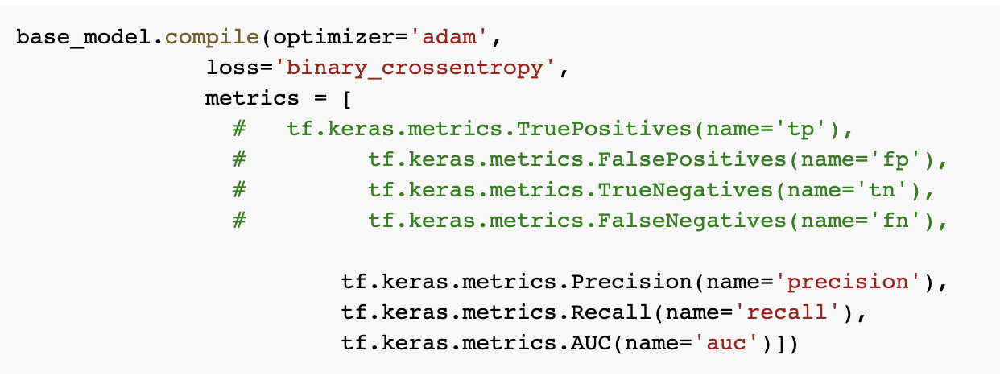 base_model.compile(optimizer='adam',
              loss='binary_crossentropy',
              metrics = [
                #   tf.keras.metrics.TruePositives(name='tp'),
                #         tf.keras.metrics.FalsePositives(name='fp'),
                #         tf.keras.metrics.TrueNegatives(name='tn'),
                #         tf.keras.metrics.FalseNegatives(name='fn'),
                        tf.keras.metrics.Precision(name='precision'),
                        tf.keras.metrics.Recall(name='recall'),
                        tf.keras.metrics.AUC(name='auc')])